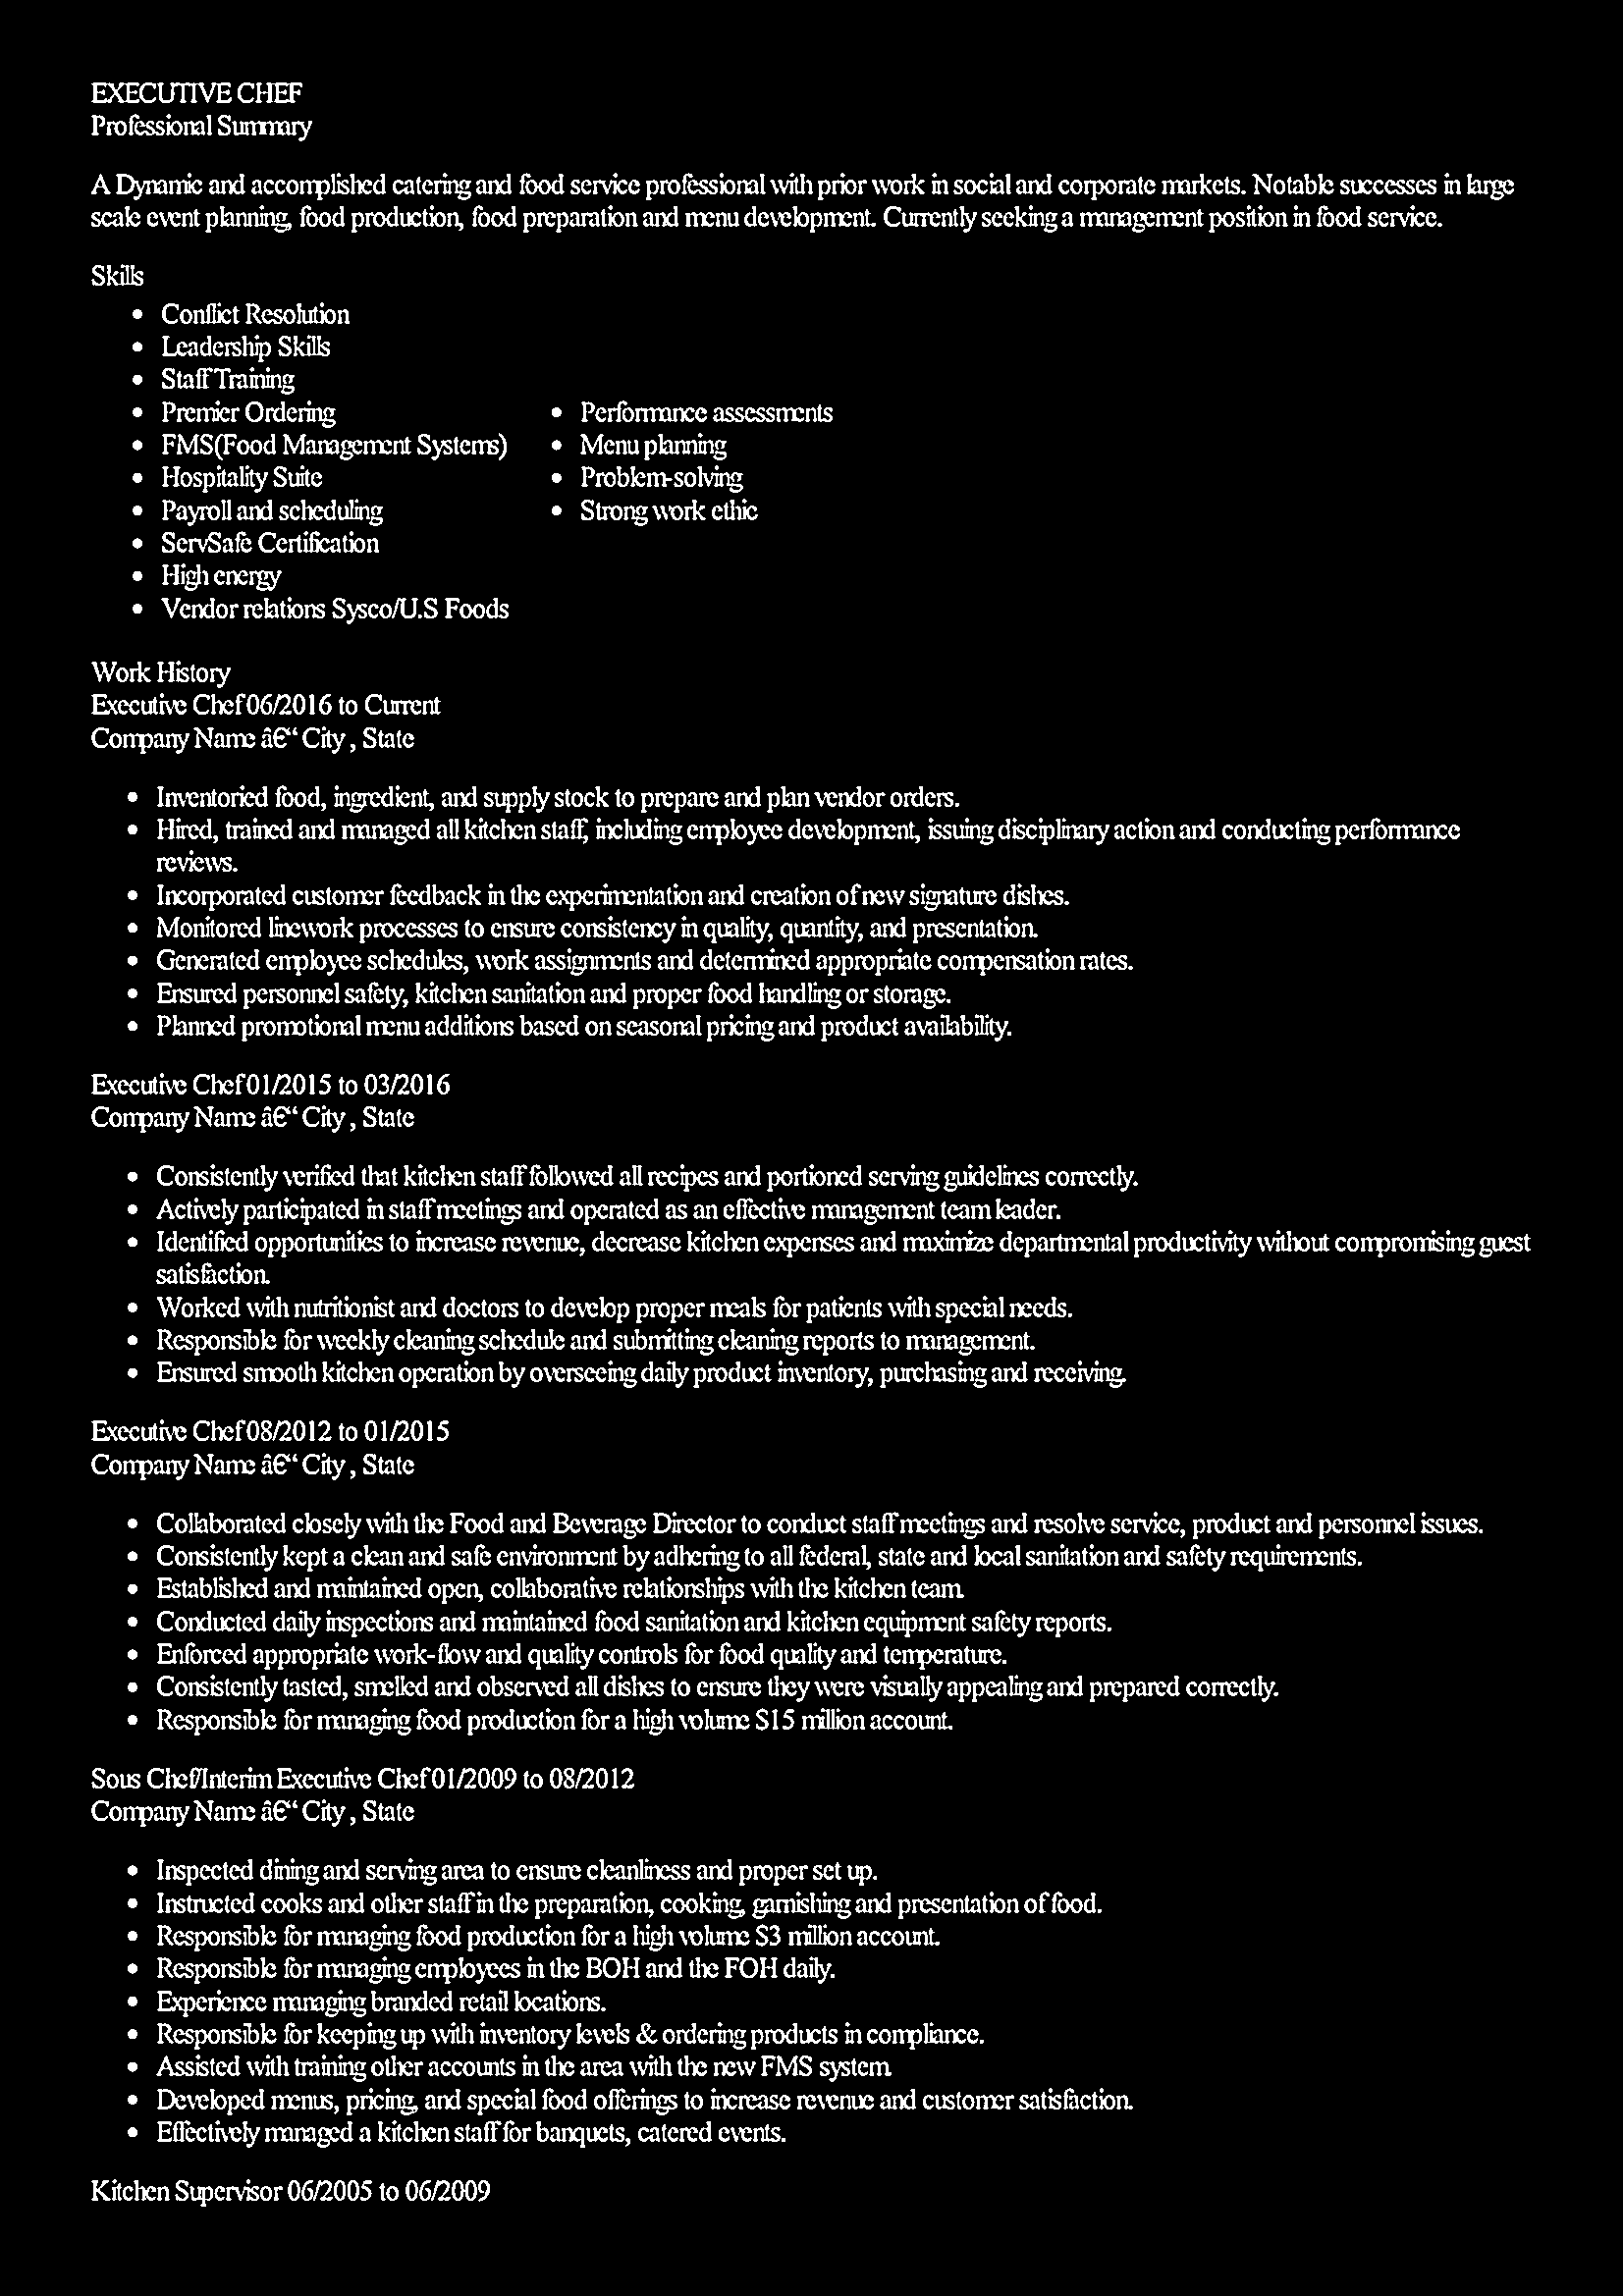 EXECUTIVE CHEF
Professional Summary
A Dynamic and accomplished catering and food service professional with prior work in social and corporate markets. Notable successes in large
scale event planning, food production, food preparation and menu development. Currently seeking a management position in food service.
Skills
• Conflict Resolution
• Leadership Skills
• Staff Training
• Premier Ordering
• FMS(Food Management Systems)
• Hospitality Suite
• Payroll and scheduling
• ServSafe Certification
• High energy
• Vendor relations Sysco/U.S Foods
• Performance assessments
• Menu planning
• Problem-solving
• Strong work ethic
Work History
Executive Chef 06/2016 to Current
Company Name â€“ City , State
• Inventoried food, ingredient, and supply stock to prepare and plan vendor orders.
• Hired, trained and managed all kitchen staff, including employee development, issuing disciplinary action and conducting performance
reviews.
• Incorporated customer feedback in the experimentation and creation of new signature dishes.
• Monitored linework processes to ensure consistency in quality, quantity, and presentation.
• Generated employee schedules, work assignments and determined appropriate compensation rates.
• Ensured personnel safety, kitchen sanitation and proper food handling or storage.
• Planned promotional menu additions based on seasonal pricing and product availability.
Executive Chef 01/2015 to 03/2016
Company Name â€“ City , State
• Consistently verified that kitchen staff followed all recipes and portioned serving guidelines correctly.
• Actively participated in staff meetings and operated as an effective management team leader.
• Identified opportunities to increase revenue, decrease kitchen expenses and maximize departmental productivity without compromising guest
satisfaction.
• Worked with nutritionist and doctors to develop proper meals for patients with special needs.
• Responsible for weekly cleaning schedule and submitting cleaning reports to management.
• Ensured smooth kitchen operation by overseeing daily product inventory, purchasing and receiving.
Executive Chef 08/2012 to 01/2015
Company Name â€“ City , State
• Collaborated closely with the Food and Beverage Director to conduct staff meetings and resolve service, product and personnel issues.
• Consistently kept a clean and safe environment by adhering to all federal, state and local sanitation and safety requirements.
• Established and maintained open, collaborative relationships with the kitchen team.
• Conducted daily inspections and maintained food sanitation and kitchen equipment safety reports.
• Enforced appropriate work-flow and quality controls for food quality and temperature.
• Consistently tasted, smelled and observed all dishes to ensure they were visually appealing and prepared correctly.
• Responsible for managing food production for a high volume $15 million account.
Sous Chef/Interim Executive Chef 01/2009 to 08/2012
Company Name â€“ City , State
• Inspected dining and serving area to ensure cleanliness and proper set up.
• Instructed cooks and other staff in the preparation, cooking, garnishing and presentation of food.
• Responsible for managing food production for a high volume $3 million account.
• Responsible for managing employees in the BOH and the FOH daily.
• Experience managing branded retail locations.
• Responsible for keeping up with inventory levels & ordering products in compliance.
• Assisted with training other accounts in the area with the new FMS system.
• Developed menus, pricing, and special food offerings to increase revenue and customer satisfaction.
• Effectively managed a kitchen staff for banquets, catered events.
Kitchen Supervisor 06/2005 to 06/2009